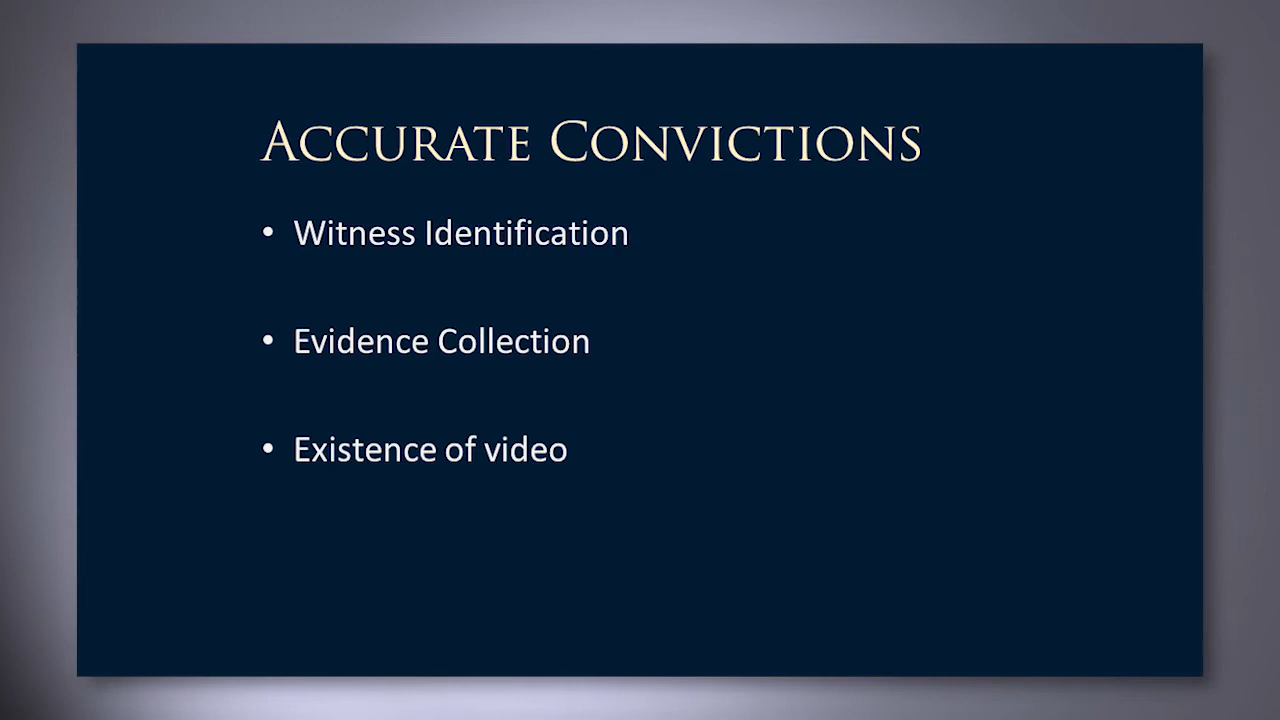 Accurate Convictions
• Witness Identification
• Evidence Collection
• Existence of video